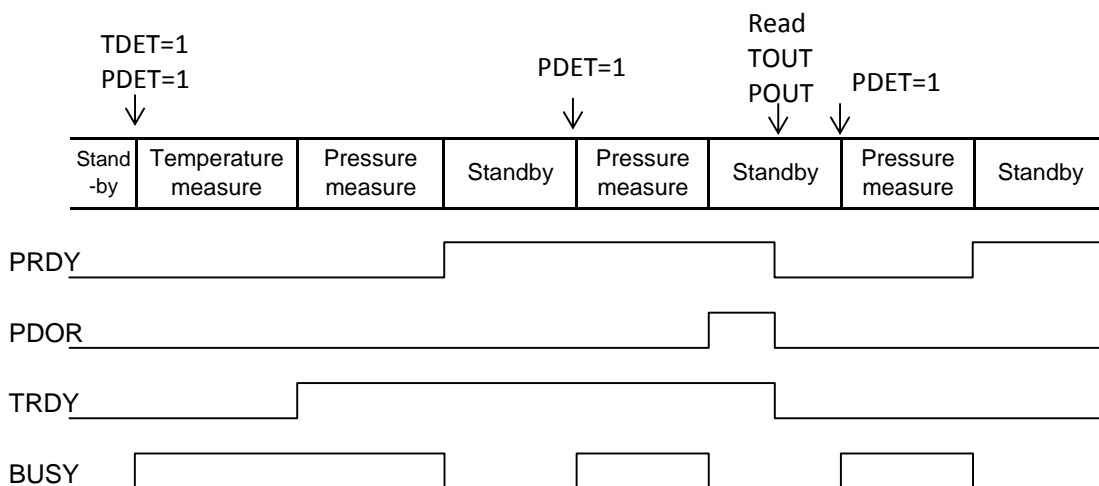 TDET=1
PDET=1
PDET=1
Read
TOUT
POUT
PDET=1
Stand
-by
Temperature
measure
Pressure
measure
Standby
Pressure
measure
Standby
Pressure
measure
Standby
PRDY
PDOR
TRDY
BUSY